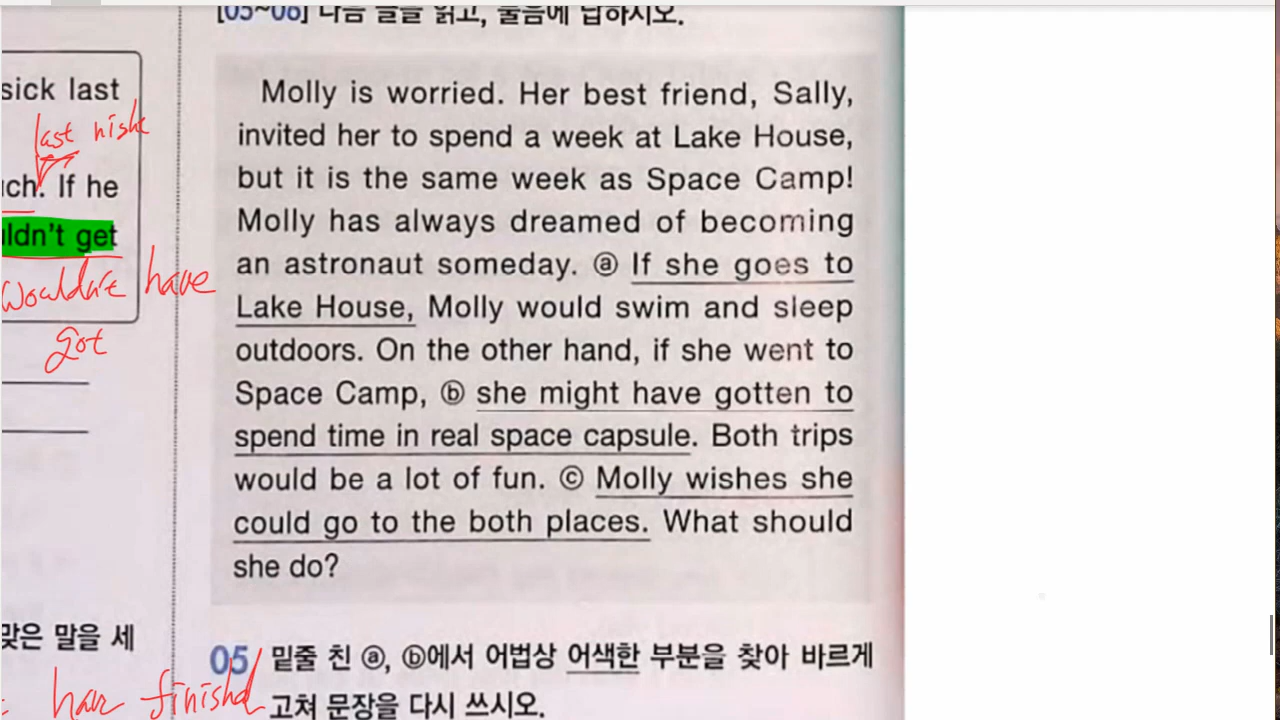 [05~06] 다음 글을 읽고, 물음에 답하시오.
sick last
last
. If he
uldn't get
Wouldn't have
got
Molly is worried. Her best friend, Sally,
invited her to spend a week at Lake House,
but it is the same week as Space Camp!
Molly has always dreamed of becoming
an astronaut someday. ⓐ If she goes to
Lake House, Molly would swim and sleep
outdoors. On the other hand, if she went to
Space Camp, ⓑ she might have gotten to
spend time in real space capsule. Both trips
would be a lot of fun. ⓒ Molly wishes she
could go to the both places. What should
she do?
맞은 말을 세
finished
05 밑줄 친 ⓐ, ⓑ에서 어법상 어색한 부분을 찾아 바르게
고쳐 문장을 다시 쓰시오.